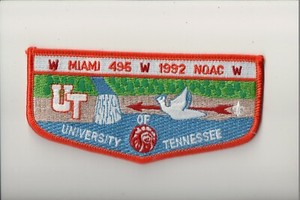 W MIAMI 495 W 1992 NOAC W
UT
OF
UNIVERSITY TENNESSEE